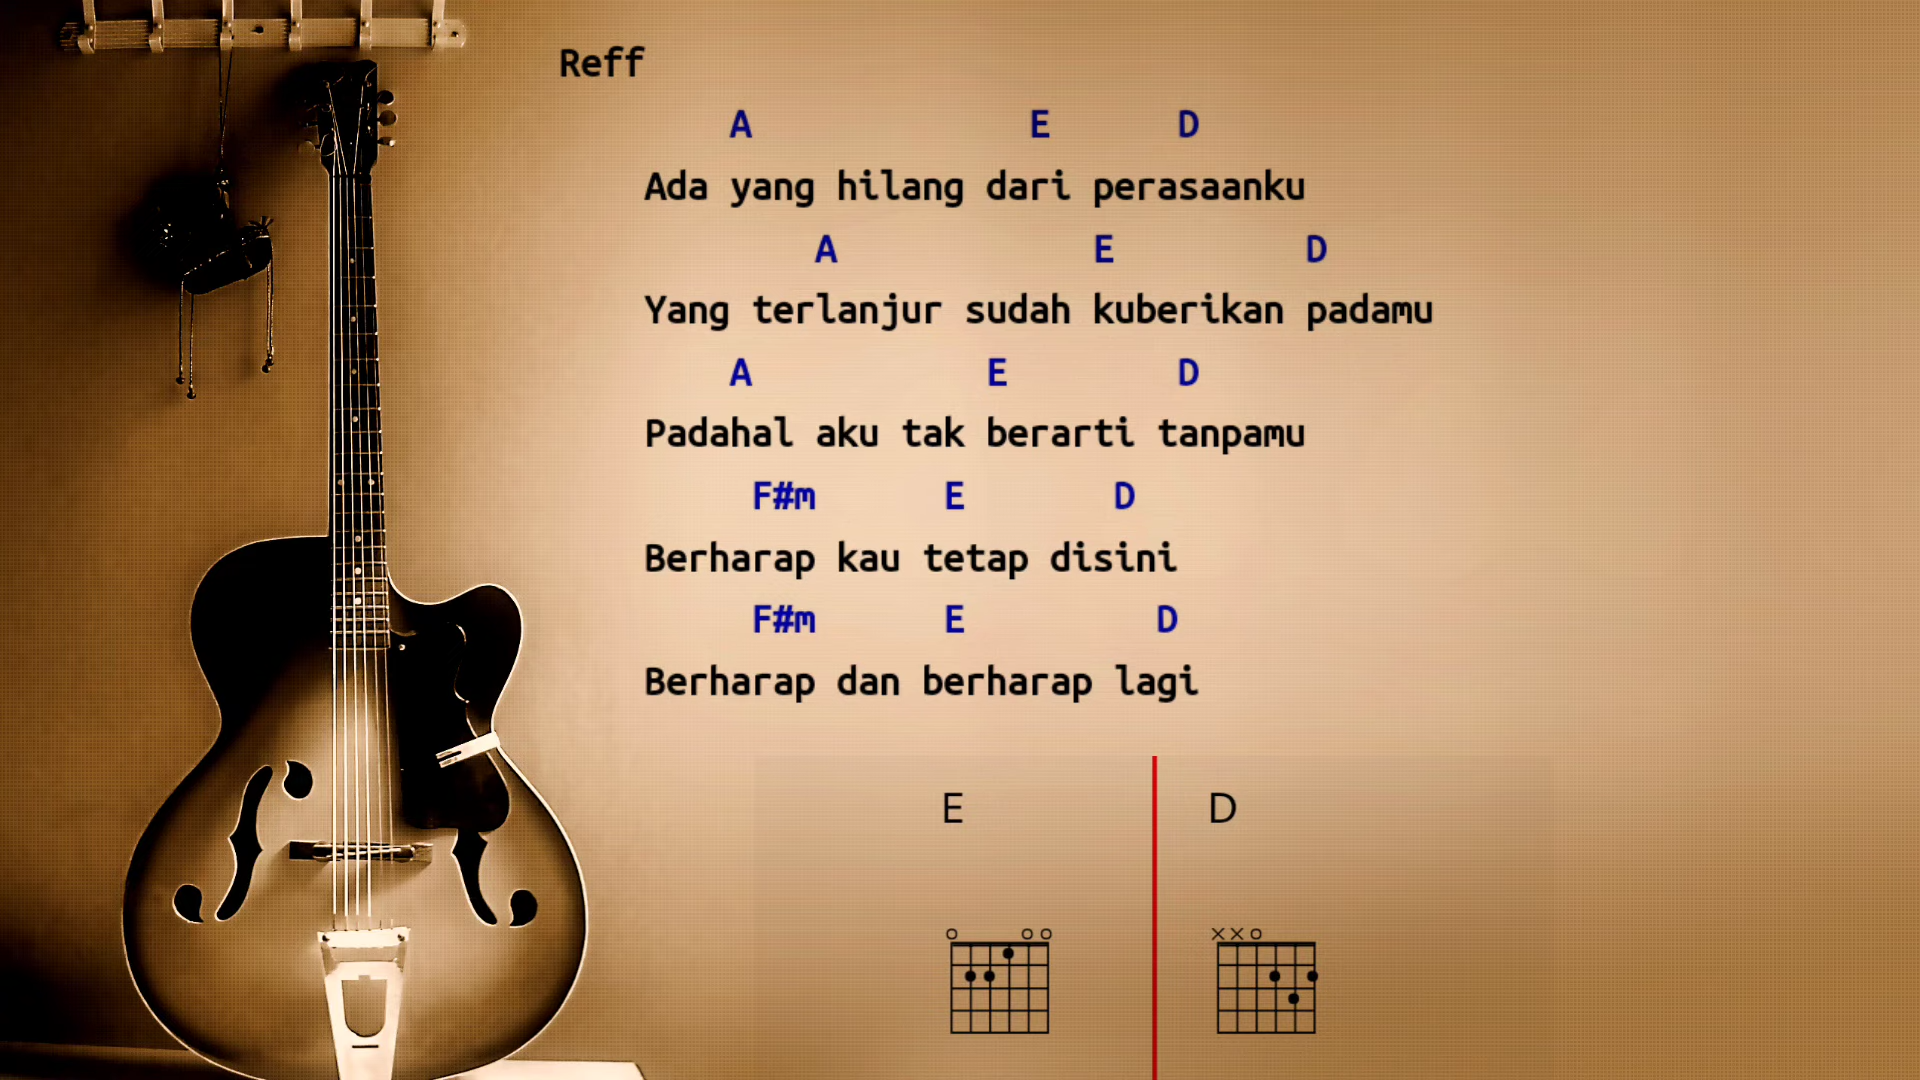 Reff
A E D
Ada yang hilang dari perasaanku
A E D
Yang terlanjur sudah kuberikan padamu
A E D
Padahal aku tak berarti tanpamu
F#m E D
Berharap kau tetap disini
F#m E D
Berharap dan berharap lagi
E D